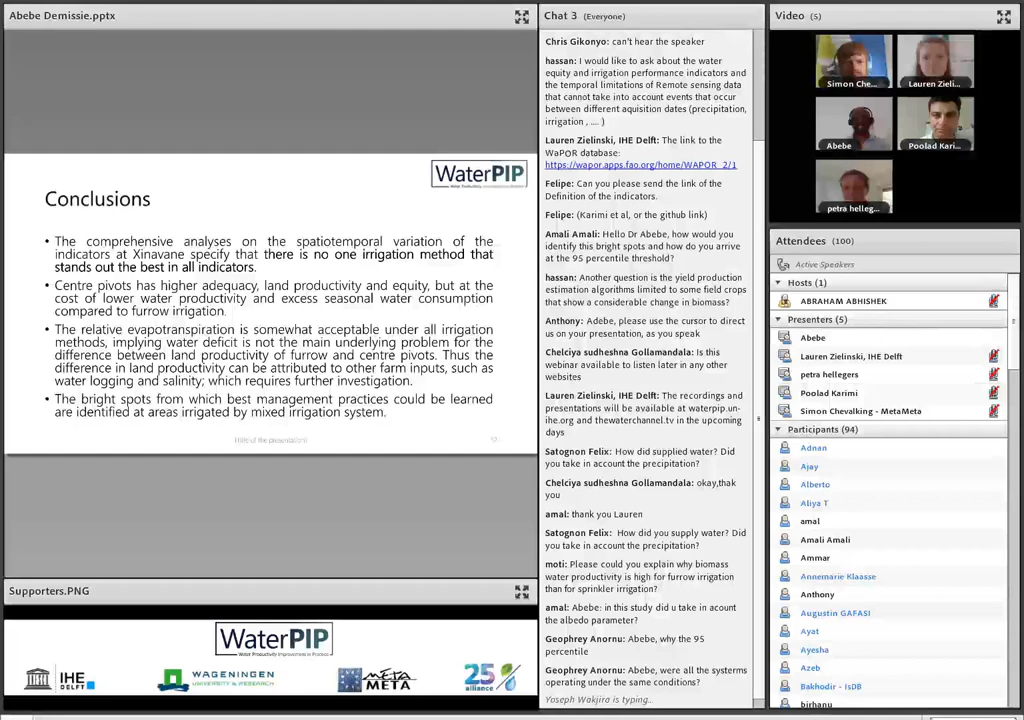 Abebe Demissie.pptx
WaterPIP
Conclusions
• The comprehensive analyses on the spatiotemporal variation of the
indicators at Xinavane specify that there is no one irrigation method that
stands out the best in all indicators.
• Centre pivots has higher adequacy, land productivity and equity, but at the
cost of lower water productivity and excess seasonal water consumption
compared to furrow irrigation.
• The relative evapotranspiration is somewhat acceptable under all irrigation
methods, implying water deficit is not the main underlying problem for the
difference between land productivity of furrow and centre pivots. Thus the
difference in land productivity can be attributed to other farm inputs, such as
water logging and salinity; which requires further investigation.
• The bright spots from which best management practices could be learned
are identified at areas irrigated by mixed irrigation system.
Supporters.PNG
WaterPIP
Water Productivity Improvement in Practice
IHE
DELFT
WAGENINGEN
UNIVERSITY & RESEARCH
META
META
25
alliance
Chat 3 (Everyone)
Chris Gikonyo: can't hear the speaker
hassan: I would like to ask about the water
equity and irrigation performance indicators and
the temporal limitations of Remote sensing data
that cannot take into account events that occur
between different aquisition dates (precipitation,
irrigation , .... )
Lauren Zielinski, IHE Delft: The link to the
WaPOR database:
https://wapor.apps.fao.org/home/WAPOR_2/1
Felipe: Can you please send the link of the
Definition of the indicators.
Felipe: (Karimi et al, or the github link)
Amali Amali: Hello Dr Abebe, how would you
identify this bright spots and how do you arrive
at the 95 percentile threshold?
hassan: Another question is the yield production
estimation algorithms limited to some field crops
that show a considerable change in biomass?
Anthony: Adebe, please use the cursor to direct
us on your presentation, as you speak
Chelciya sudheshna Gollamandala: Is this
webinar available to listen later in any other
websites
Lauren Zielinski, IHE Delft: The recordings and
presentations will be available at waterpip.un-
ihe.org and thewaterchannel.tv in the upcoming
days
Satognon Felix: How did supplied water? Did
you take in account the precipitation?
Chelciya sudheshna Gollamandala: okay,thak
you
amal: thank you Lauren
Satognon Felix: How did you supply water? Did
you take in account the precipitation?
moti: Please could you explain why biomass
water productivity is high for furrow irrigation
than for sprinkler irrigation?
amal: Abebe: in this study did u take in acount
the albedo parameter?
Geophrey Anornu: Abebe, why the 95
percentile
Geophrey Anornu: Abebe, were all the systerms
operating under the same conditions?
Yoseph Wakjira is typing...
Video (5)
Simon Che...
Lauren Zieli...
Abebe
Poolad Kari...
petra helleg...
Attendees (100)
Active Speakers
Hosts (1)
ABRAHAM ABHISHEK
Presenters (5)
Abebe
Lauren Zielinski, IHE Delft
petra hellegers
Poolad Karimi
Simon Chevalking - MetaMeta
Participants (94)
Adnan
Ajay
Alberto
Aliya T
amal
Amali Amali
Ammar
Annemarie Klaasse
Anthony
Augustin GAFASI
Ayat
Ayesha
Azeb
Bakhodir - IsDB
birhanu